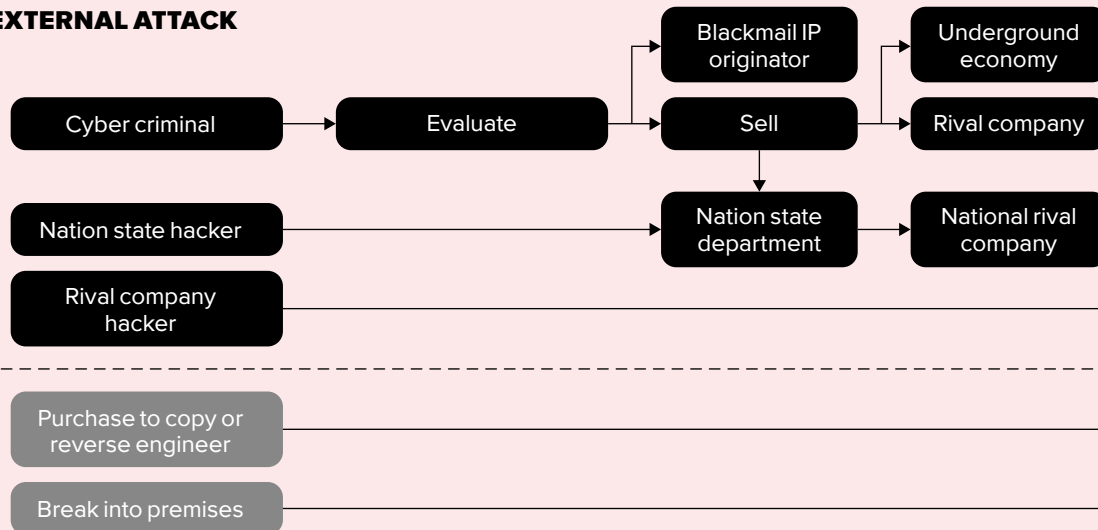 EXTERNAL ATTACK
Blackmail IP
originator
Underground
economy
Cyber criminal
Evaluate
Sell
Rival company
Nation state hacker
Nation state
department
National rival
company
Rival company
hacker
Purchase to copy or
reverse engineer
Break into premises